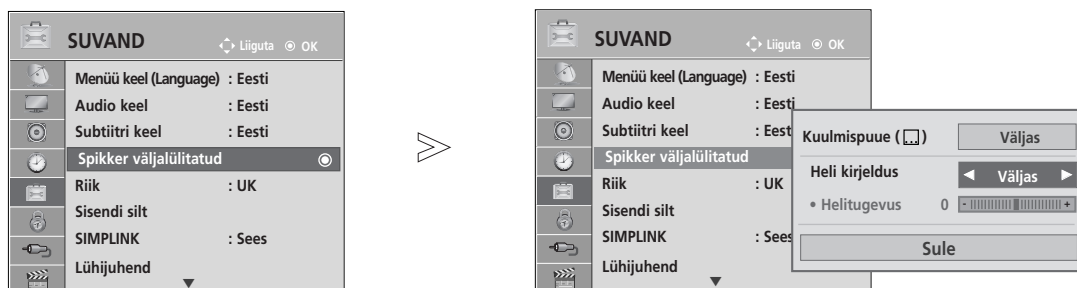 SUVAND Liiguta OK
Menüü keel (Language) : Eesti
Audio keel : Eesti
Subtiitri keel : Eesti
Spikker väljalülitatud
Riik : UK
Sisendi silt
SIMPLINK : Sees
Lühijuhend
SUVAND Liiguta OK
Menüü keel (Language) : Eesti
Audio keel : Eesti
Subtiitri keel : Eest
Spikker väljalülitatud
Riik : UK
Sisendi silt
SIMPLINK : Sees
Lühijuhend
Kuulmispuue ( ) Väljas
Heli kirjeldus ◄ Väljas ►
• Helitugevus 0 - +
Sule